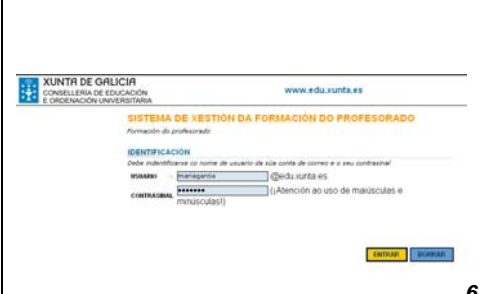 XUNTA DE GALICIA
CONSELLERÍA DE EDUCACIÓN
E ORDENACIÓN UNIVERSITARIA
www.edu.xunta.es
SISTEMA DE XESTIÓN DA FORMACIÓN DO PROFESORADO
Formación do profesorado
IDENTIFICACIÓN
Debe indentificarse co nome de usuario da súa conta de correo e o seu contrasinal
USUARIO mariagarcia @edu.xunta.es
CONTRASINAL ******* (¡Atención ao uso de maiúsculas e
minúsculas!)
ENTRAR BORRAR
6